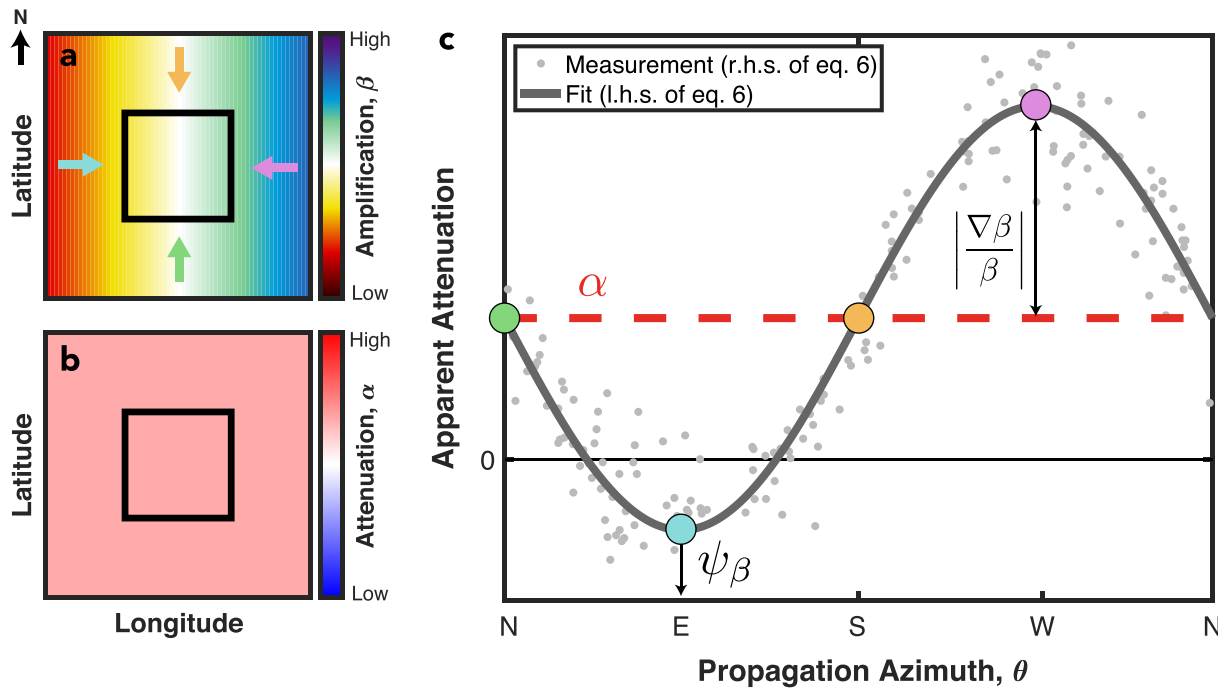 N
a
Latitude
High
Amplification, β
Low
b
Latitude
High
Attenuation, α
Low
Longitude
c
Measurement (r.h.s. of eq. 6)
Fit (l.h.s. of eq. 6)
Apparent Attenuation
α
|∇β/β|
0
ψβ
N E S W N
Propagation Azimuth, θ